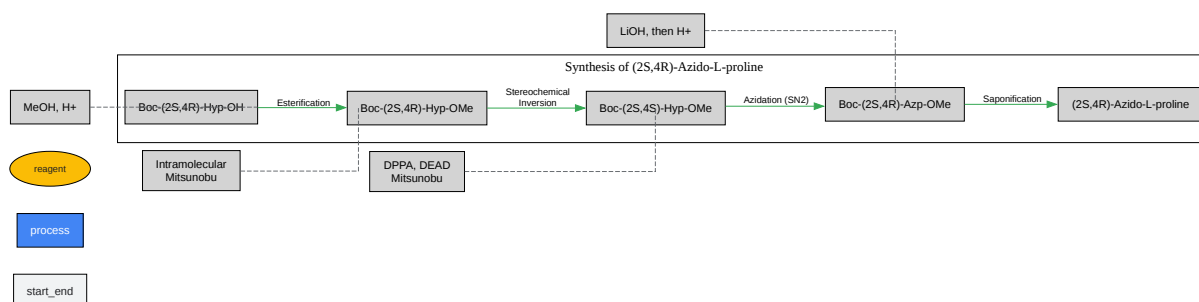 LiOH, then H+
Synthesis of (2S,4R)-Azido-L-proline
MeOH, H+
Boc-(2S,4R)-Hyp-OH
Esterification
Boc-(2S,4R)-Hyp-OMe
Stereochemical
Inversion
Boc-(2S,4S)-Hyp-OMe
Azidation (SN2)
Boc-(2S,4R)-Azp-OMe
Saponification
(2S,4R)-Azido-L-proline
Intramolecular
Mitsunobu
DPPA, DEAD
Mitsunobu
reagent
process
start_end